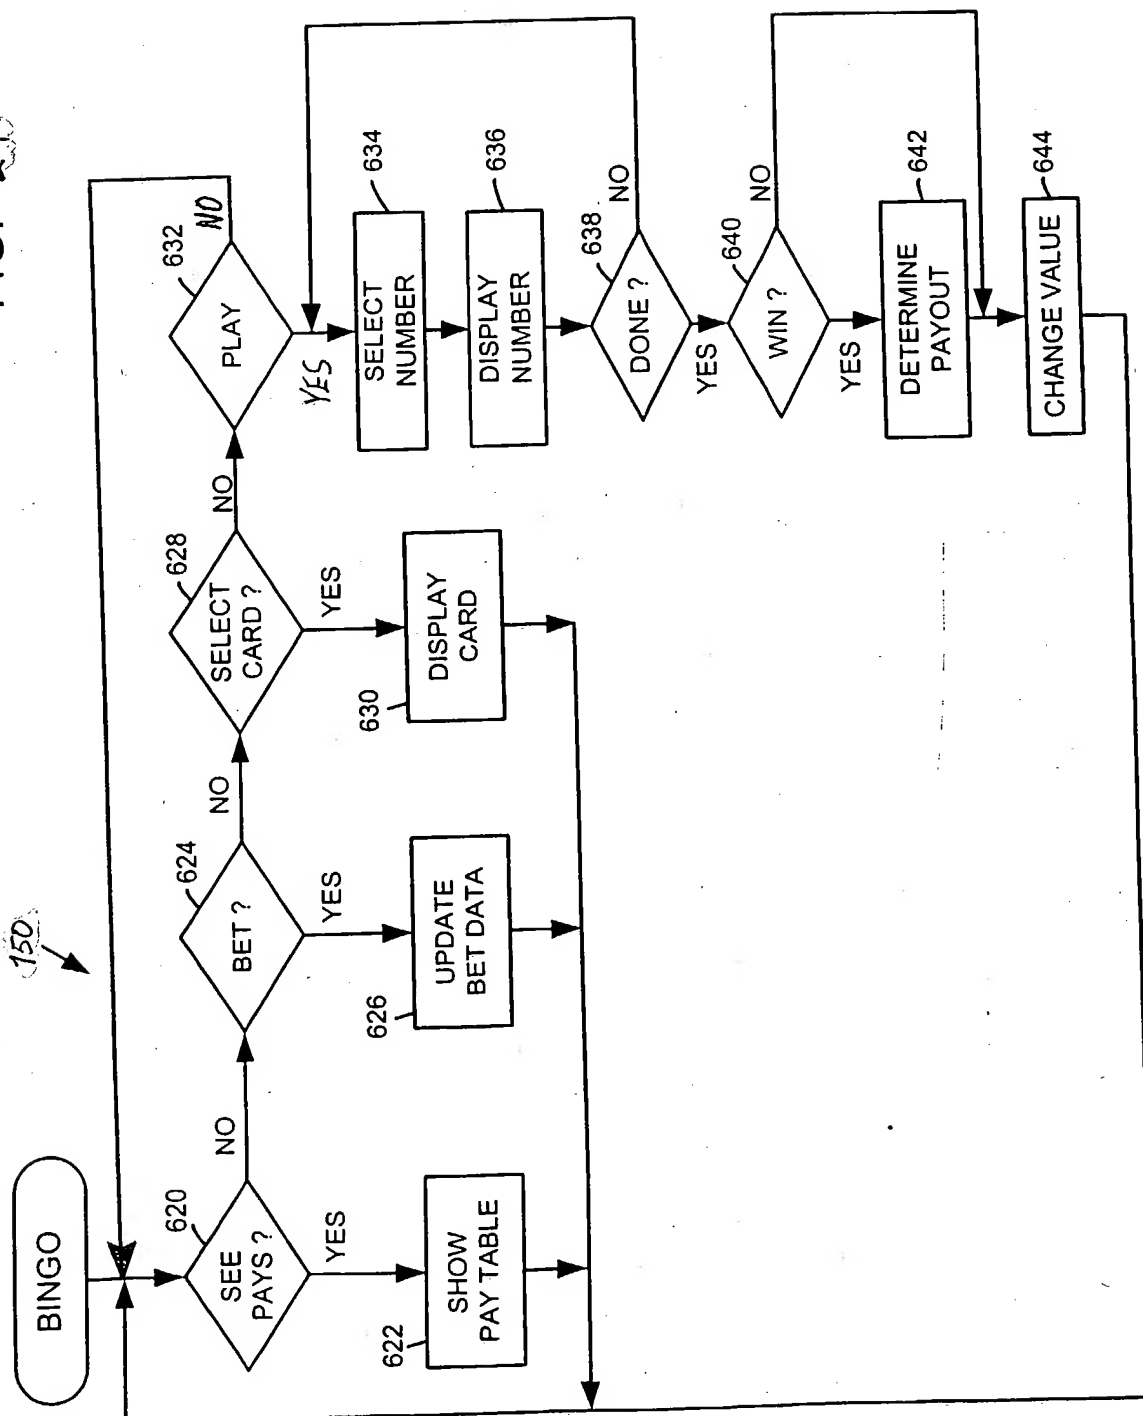 150
BINGO
620
SEE
PAYS ?
NO
YES
622
SHOW
PAY TABLE
624
BET ?
NO
YES
626
UPDATE
BET DATA
628
SELECT
CARD ?
NO
YES
630
DISPLAY
CARD
632
PLAY
NO
YES
634
SELECT
NUMBER
636
DISPLAY
NUMBER
638
DONE ?
NO
YES
640
WIN ?
NO
YES
642
DETERMINE
PAYOUT
644
CHANGE VALUE